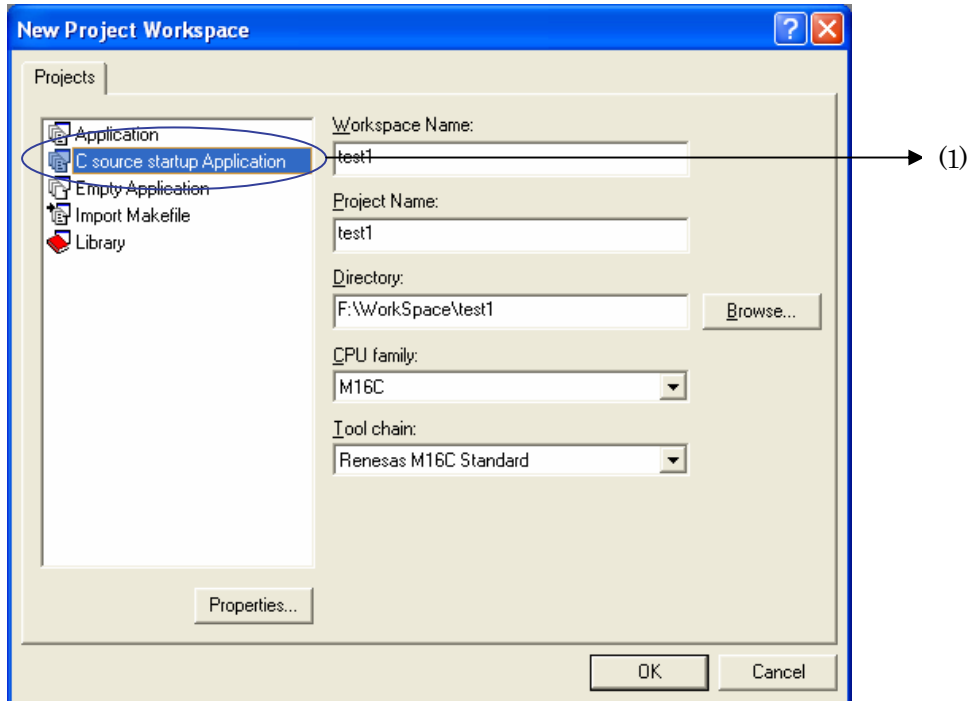 New Project Workspace
Projects
Application
C source startup Application
Empty Application
Import Makefile
Library
Properties...
Workspace Name:
test1
Project Name:
test1
Directory:
F:\WorkSpace\test1
Browse...
CPU family:
M16C
Tool chain:
Renesas M16C Standard
OK
Cancel
(1)